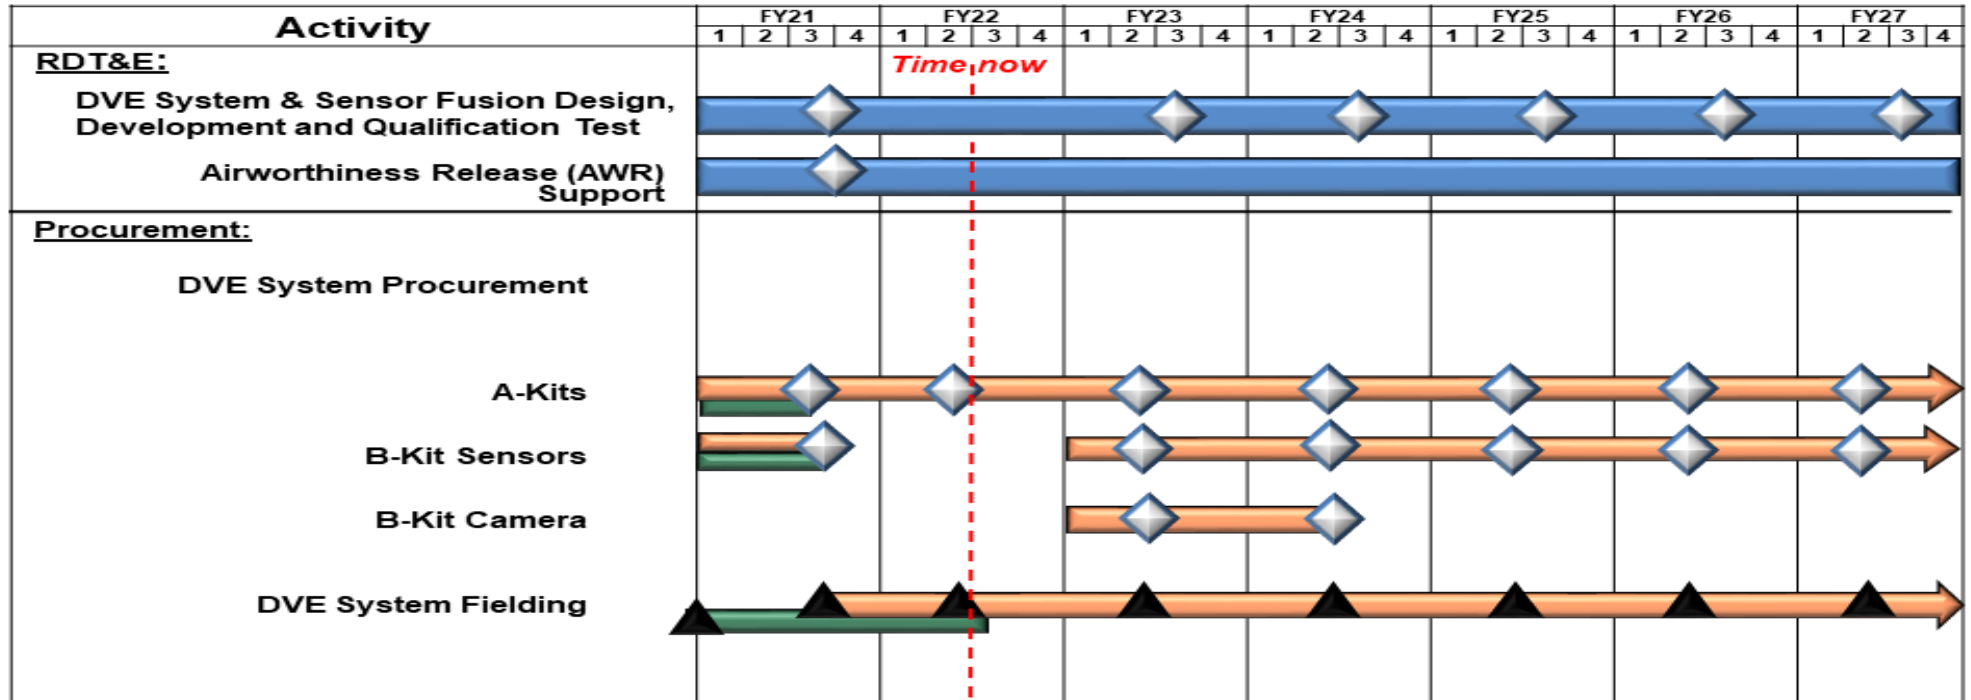 Activity
FY21 FY22 FY23 FY24 FY25 FY26 FY27
1 2 3 4 1 2 3 4 1 2 3 4 1 2 3 4 1 2 3 4 1 2 3 4 1 2 3 4
RDT&E:
Time now
DVE System & Sensor Fusion Design,
Development and Qualification Test
Airworthiness Release (AWR)
Support
Procurement:
DVE System Procurement
A-Kits
B-Kit Sensors
B-Kit Camera
DVE System Fielding